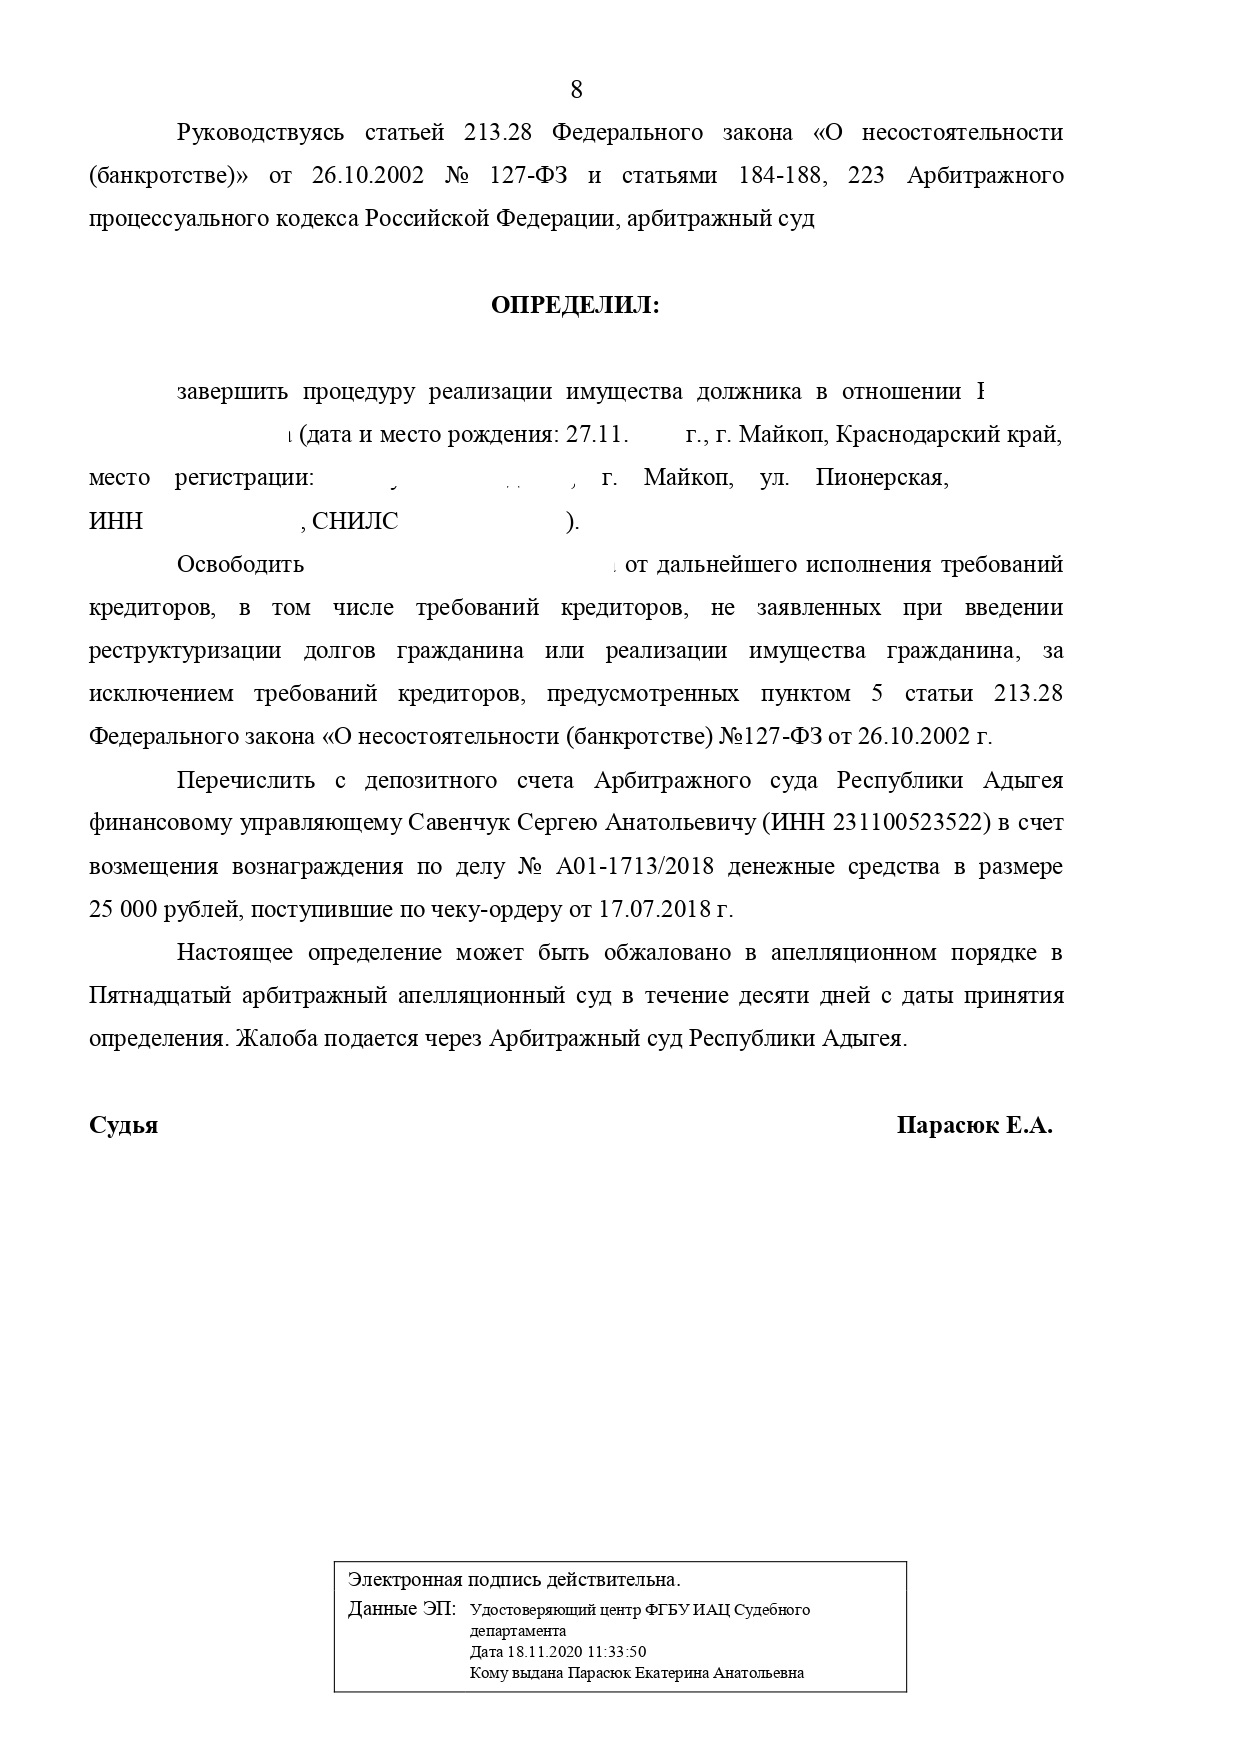 8
Руководствуясь статьей 213.28 Федерального закона «О несостоятельности
(банкротстве)» от 26.10.2002 № 127-ФЗ и статьями 184-188, 223 Арбитражного
процессуального кодекса Российской Федерации, арбитражный суд
ОПРЕДЕЛИЛ:
завершить процедуру реализации имущества должника в отношении
(дата и место рождения: 27.11. г., г. Майкоп, Краснодарский край,
место регистрации: г. Майкоп, ул. Пионерская,
ИНН , СНИЛС ).
Освободить от дальнейшего исполнения требований
кредиторов, в том числе требований кредиторов, не заявленных при введении
реструктуризации долгов гражданина или реализации имущества гражданина, за
исключением требований кредиторов, предусмотренных пунктом 5 статьи 213.28
Федерального закона «О несостоятельности (банкротстве) №127-ФЗ от 26.10.2002 г.
Перечислить с депозитного счета Арбитражного суда Республики Адыгея
финансовому управляющему Савенчук Сергею Анатольевичу (ИНН 231100523522) в счет
возмещения вознаграждения по делу № А01-1713/2018 денежные средства в размере
25 000 рублей, поступившие по чеку-ордеру от 17.07.2018 г.
Настоящее определение может быть обжаловано в апелляционном порядке в
Пятнадцатый арбитражный апелляционный суд в течение десяти дней с даты принятия
определения. Жалоба подается через Арбитражный суд Республики Адыгея.
Судья Парасюк Е.А.
Электронная подпись действительна.
Данные ЭП: Удостоверяющий центр ФГБУ ИАЦ Судебного
департамента
Дата 18.11.2020 11:33:50
Кому выдана Парасюк Екатерина Анатольевна